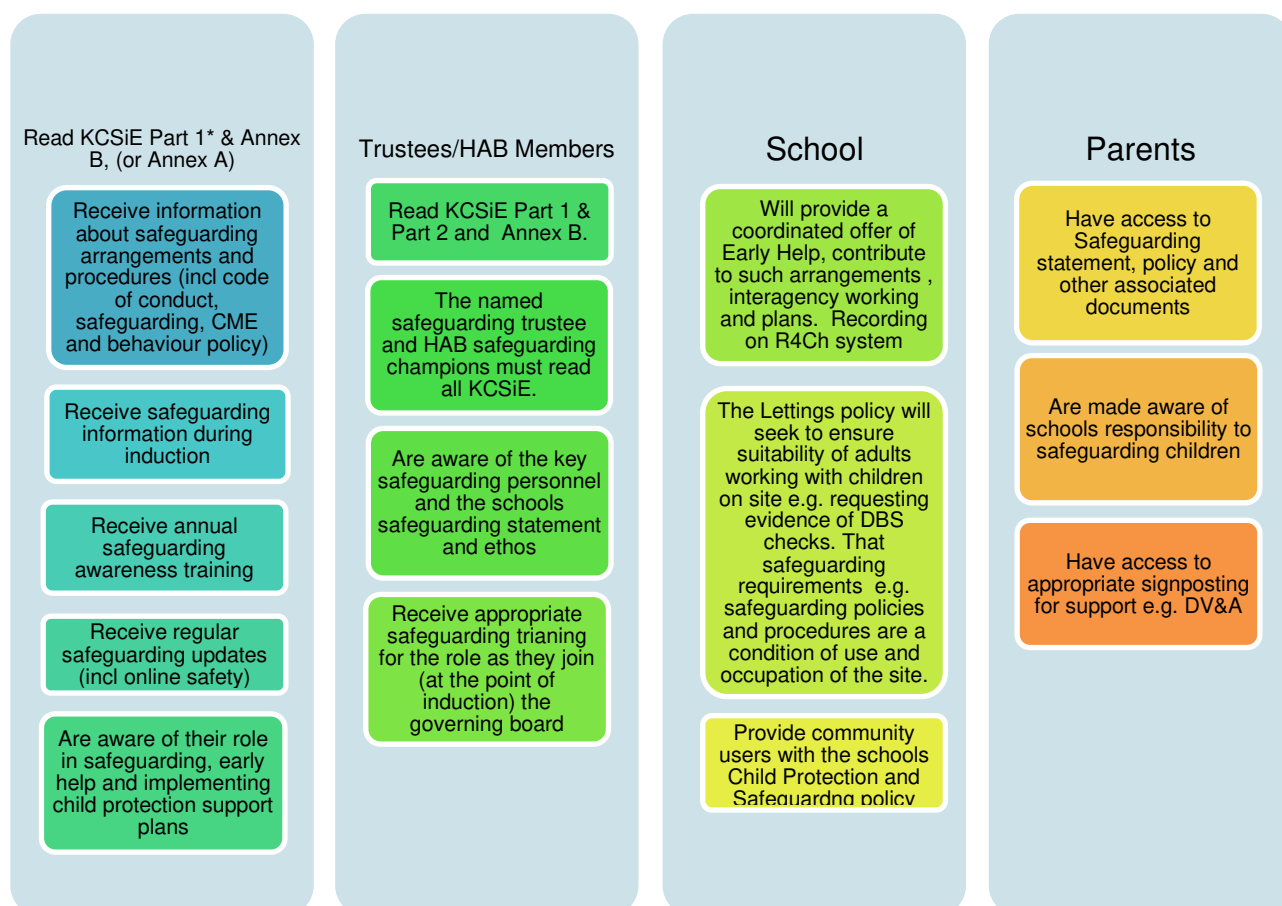 Read KCSiE Part 1* & Annex
B, (or Annex A)
Receive information
about safeguarding
arrangements and
procedures (incl code
of conduct,
safeguarding, CME
and behaviour policy)
Receive safeguarding
information during
induction
Receive annual
safeguarding
awareness training
Receive regular
safeguarding updates
(incl online safety)
Are aware of their role
in safeguarding, early
help and implementing
child protection support
plans
Trustees/HAB Members
Read KCSiE Part 1 &
Part 2 and Annex B.
The named
safeguarding trustee
and HAB safeguarding
champions must read
all KCSiE.
Are aware of the key
safeguarding personnel
and the schools
safeguarding statement
and ethos
Receive appropriate
safeguarding trianing
for the role as they join
(at the point of
induction) the
governing board
School
Will provide a
coordinated offer of
Early Help, contribute
to such arrangements ,
interagency working
and plans. Recording
on R4Ch system
The Lettings policy will
seek to ensure
suitability of adults
working with children
on site e.g. requesting
evidence of DBS
checks. That
safeguarding
requirements e.g.
safeguarding policies
and procedures are a
condition of use and
occupation of the site.
Provide community
users with the schools
Child Protection and
Safeguardng policy
Parents
Have access to
Safeguarding
statement, policy and
other associated
documents
Are made aware of
schools responsibility to
safeguarding children
Have access to
appropriate signposting
for support e.g. DV&A